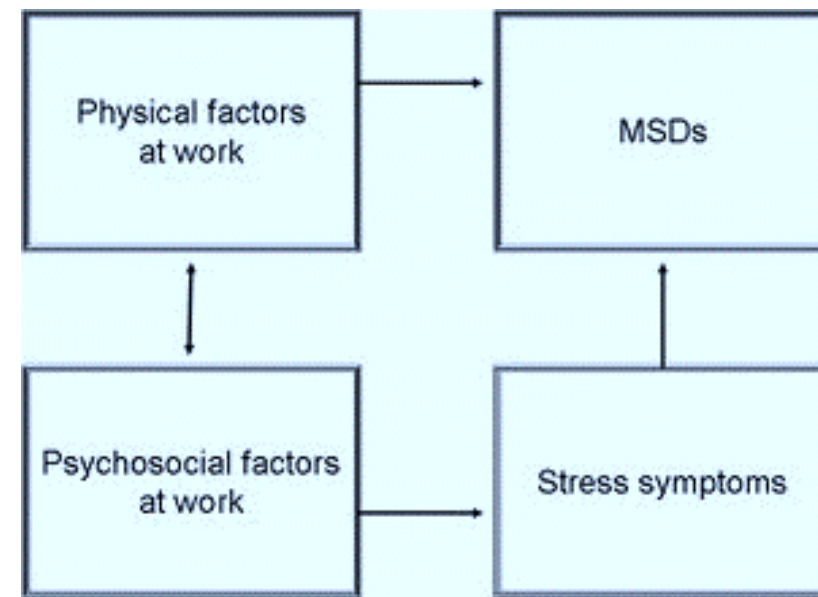 Physical factors
at work
MSDs
Psychosocial factors
at work
Stress symptoms